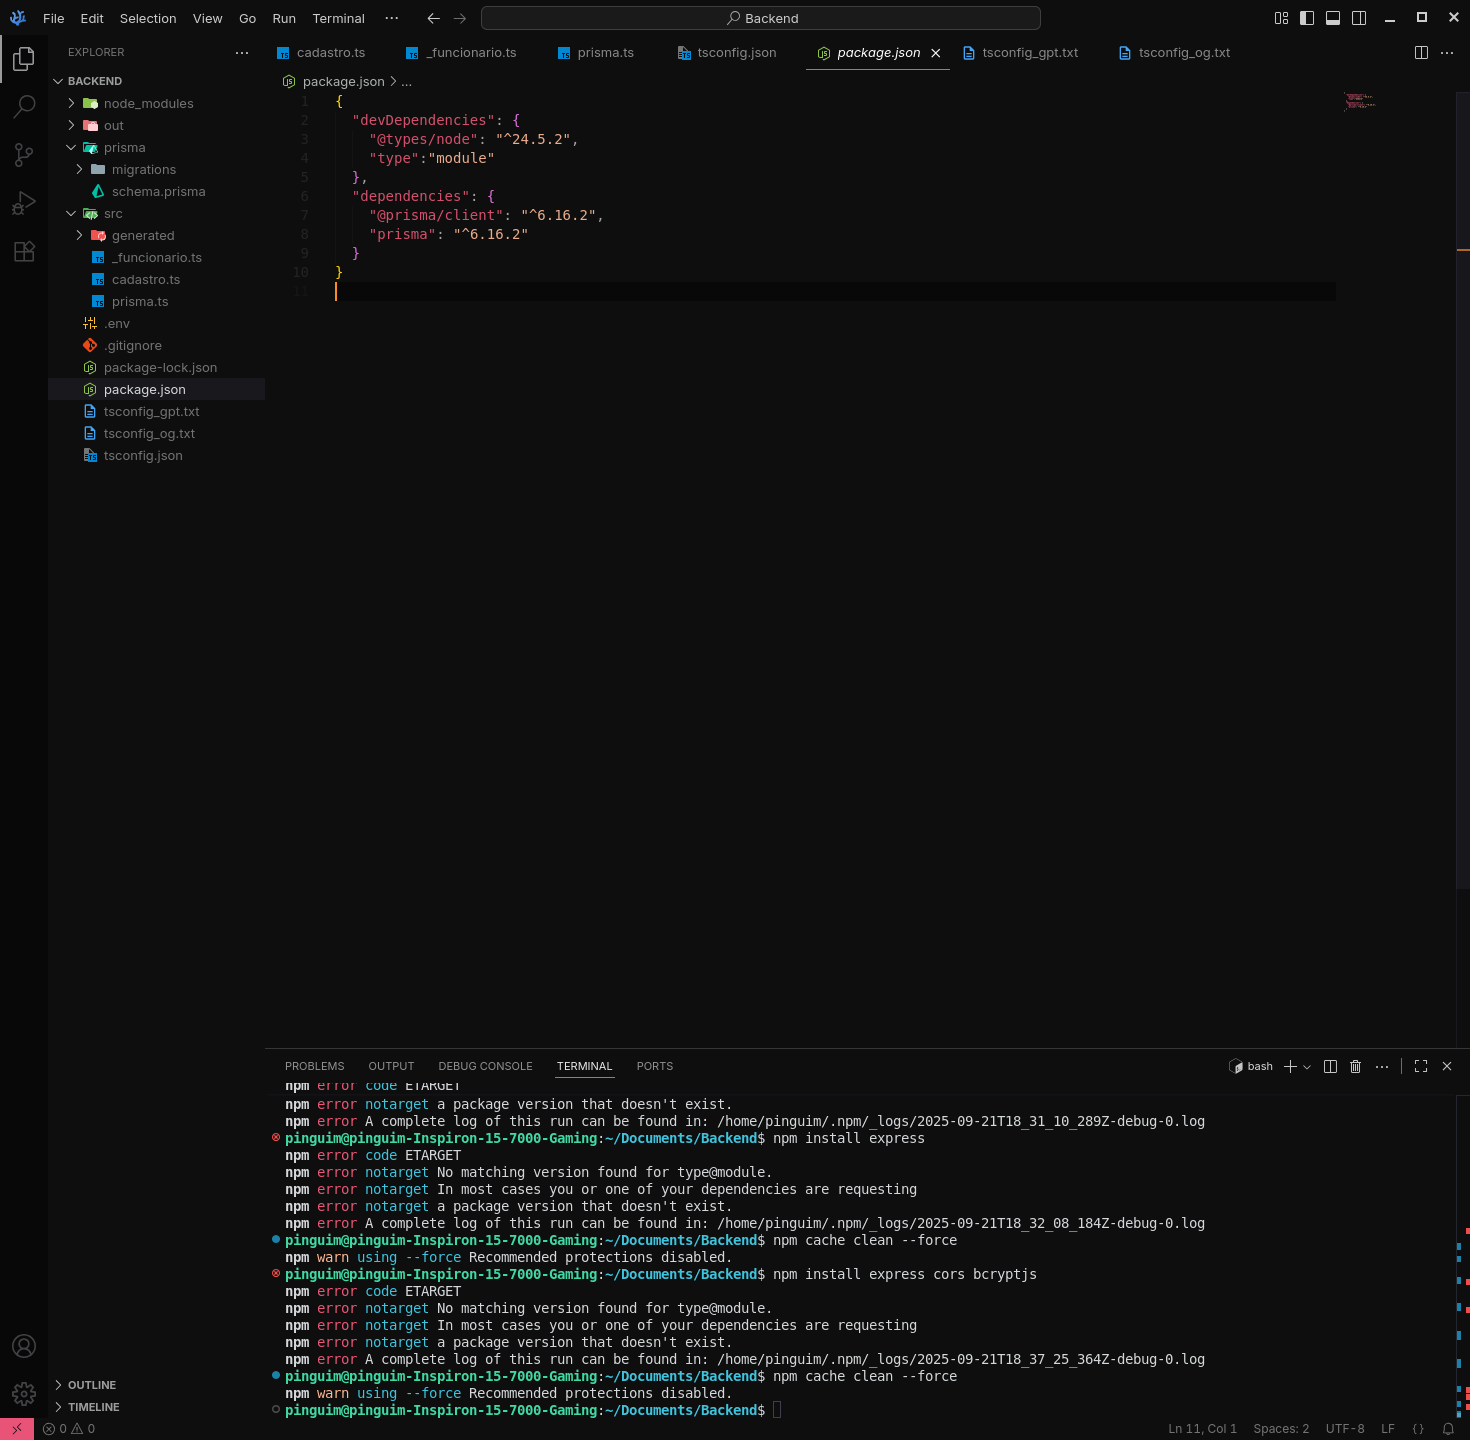 File Edit Selection View Go Run Terminal ··· Backend
EXPLORER ···
BACKEND
node_modules
out
prisma
migrations
schema.prisma
src
generated
_funcionario.ts
cadastro.ts
prisma.ts
.env
.gitignore
package-lock.json
package.json
tsconfig_gpt.txt
tsconfig_og.txt
tsconfig.json
OUTLINE
TIMELINE
cadastro.ts _funcionario.ts prisma.ts tsconfig.json package.json tsconfig_gpt.txt tsconfig_og.txt
package.json > ...
1 {
2 "devDependencies": {
3 "@types/node": "^24.5.2",
4 "type":"module"
5 },
6 "dependencies": {
7 "@prisma/client": "^6.16.2",
8 "prisma": "^6.16.2"
9 }
10 }
11
PROBLEMS OUTPUT DEBUG CONSOLE TERMINAL PORTS bash
npm error code ETARGET
npm error notarget a package version that doesn't exist.
npm error A complete log of this run can be found in: /home/pinguim/.npm/_logs/2025-09-21T18_31_10_289Z-debug-0.log
pinguim@pinguim-Inspiron-15-7000-Gaming:~/Documents/Backend$ npm install express
npm error code ETARGET
npm error notarget No matching version found for type@module.
npm error notarget In most cases you or one of your dependencies are requesting
npm error notarget a package version that doesn't exist.
npm error A complete log of this run can be found in: /home/pinguim/.npm/_logs/2025-09-21T18_32_08_184Z-debug-0.log
pinguim@pinguim-Inspiron-15-7000-Gaming:~/Documents/Backend$ npm cache clean --force
npm warn using --force Recommended protections disabled.
pinguim@pinguim-Inspiron-15-7000-Gaming:~/Documents/Backend$ npm install express cors bcryptjs
npm error code ETARGET
npm error notarget No matching version found for type@module.
npm error notarget In most cases you or one of your dependencies are requesting
npm error notarget a package version that doesn't exist.
npm error A complete log of this run can be found in: /home/pinguim/.npm/_logs/2025-09-21T18_37_25_364Z-debug-0.log
pinguim@pinguim-Inspiron-15-7000-Gaming:~/Documents/Backend$ npm cache clean --force
npm warn using --force Recommended protections disabled.
pinguim@pinguim-Inspiron-15-7000-Gaming:~/Documents/Backend$
0 0 Ln 11, Col 1 Spaces: 2 UTF-8 LF {}